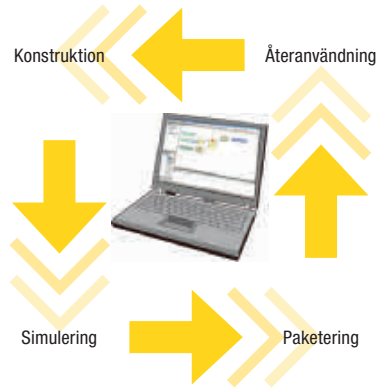 Konstruktion
Återanvändning
Simulering
Paketering